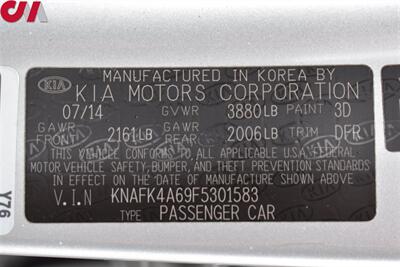 CIA
MANUFACTURED IN KOREA BY
KIA KIA MOTORS CORPORATION
07/14 GVWR 3880LB PAINT 3D
GAWR FRONT 2161LB GAWR REAR 2006LB TRIM DFR
THIS VEHICLE CONFORMS TO ALL APPLICABLE U.S. FEDERAL
MOTOR VEHICLE SAFETY, BUMPER, AND THEFT PREVENTION STANDARDS
IN EFFECT ON THE DATE OF MANUFACTURE SHOWN ABOVE.
V.I.N KNAFK4A69F5301583
TYPE PASSENGER CAR
Y76